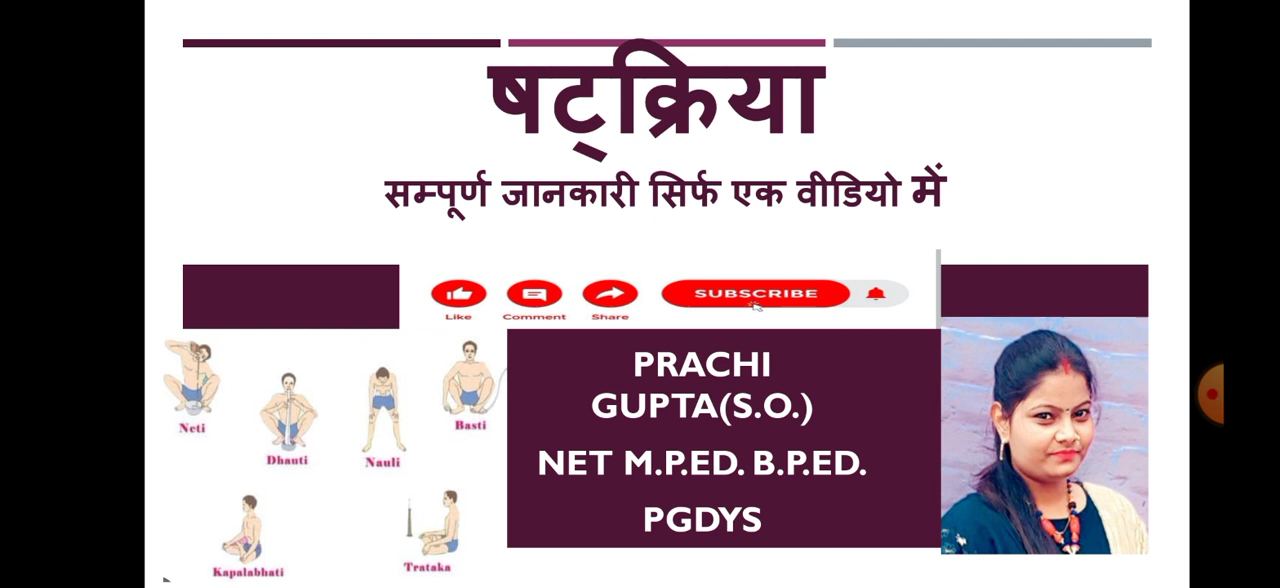 षट्क्रिया
सम्पूर्ण जानकारी सिर्फ एक वीडियो में
SUBSCRIBE
Like Comment Share
PRACHI
GUPTA(S.O.)
NET M.P.ED. B.P.ED.
PGDYS
Neti
Dhauti
Nauli
Basti
Kapalabhati
Trataka